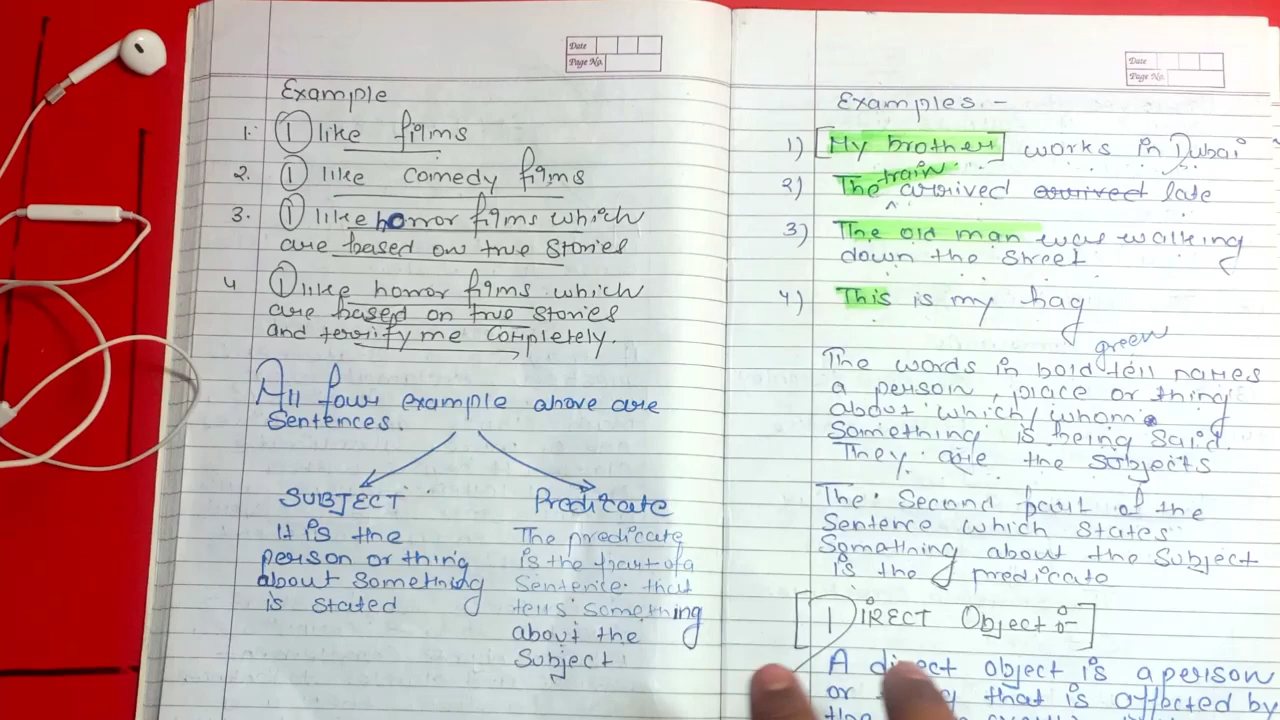 Date
Page No.
Example
1. I like films
2. I like comedy films
3. I like horror films which
are based on true stories
4 I like horror films which
are based on true stories
and terrify me completely.
All four example above are
Sentences.
SUBJECT
It is the
person or thing
about something
is stated
Predicate
The predicate
is the part of a
Sentence that
tells something
about the
Subject
Date
Page No.
Examples -
1) My brother works in Dubai
2) The train arrived late
3) The old man was walking
down the street
4) This is my bag
green
The words in bold tell names
a person, place or thing
about which/whom
Something is being said.
They are the subjects
The Second part of the
Sentence which states
Something about the subject
is the predicate
DIRECT Object :-
A direct object is a person
or that is affected by
the